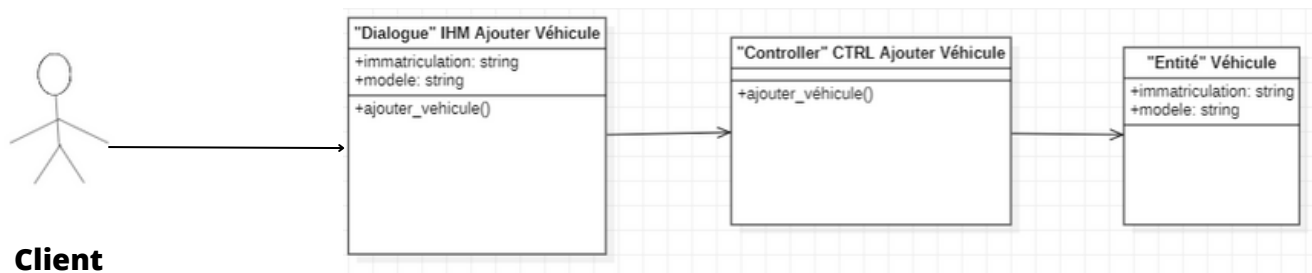 "Dialogue" IHM Ajouter Véhicule
+immatriculation: string
+modele: string
+ajouter_vehicule()
"Controller" CTRL Ajouter Véhicule
+ajouter_véhicule()
"Entité" Véhicule
+immatriculation: string
+modele: string
Client